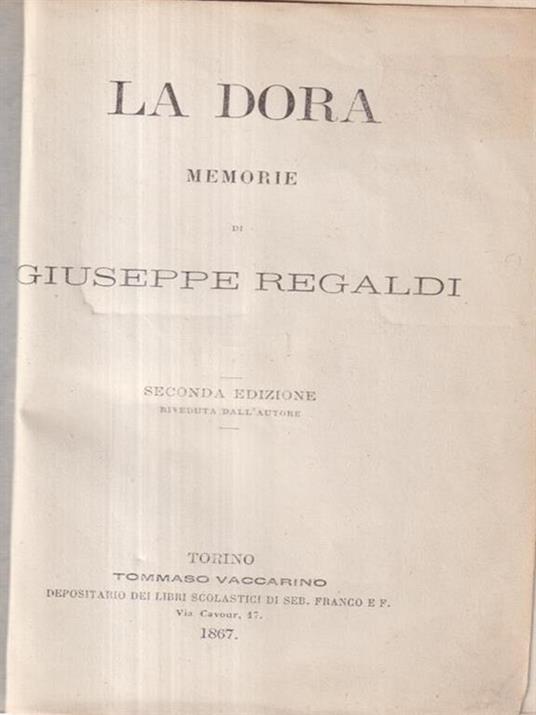 LA DORA
MEMORIE
DI
GIUSEPPE REGALDI
SECONDA EDIZIONE
RIVEDUTA DALL'AUTORE
TORINO
TOMMASO VACCARINO
DEPOSITARIO DEI LIBRI SCOLASTICI DI SEB. FRANCO E F.
Via Cavour, 17.
1867.